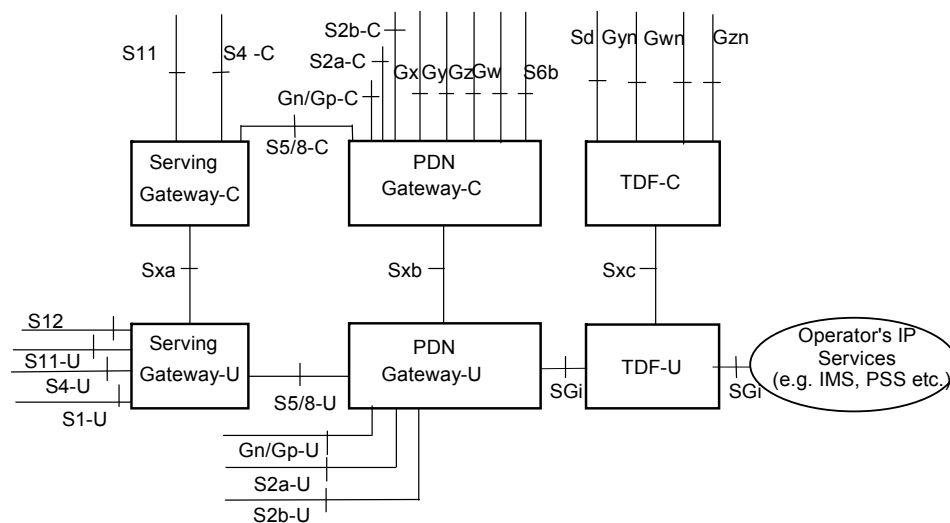 S2b-C
Sd Gyn Gwn Gzn
S11 S4 -C
S2a-C
Gx Gy Gz Gw S6b
Gn/Gp-C
S5/8-C
Serving
Gateway-C
PDN
Gateway-C
TDF-C
Sxa
Sxb
Sxc
S12
S11-U
S4-U
S1-U
Serving
Gateway-U
S5/8-U
PDN
Gateway-U
SGi
TDF-U
SGi
Operator's IP
Services
(e.g. IMS, PSS etc.)
Gn/Gp-U
S2a-U
S2b-U